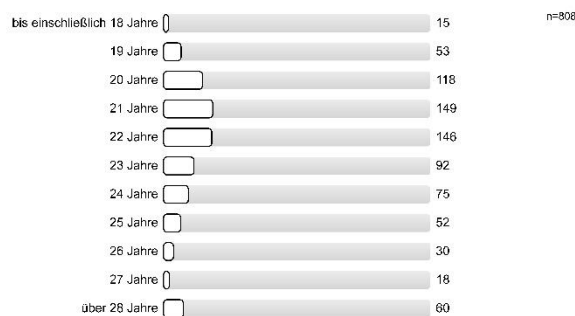 n=808
bis einschließlich 18 Jahre 15
19 Jahre 53
20 Jahre 118
21 Jahre 149
22 Jahre 146
23 Jahre 92
24 Jahre 75
25 Jahre 52
26 Jahre 30
27 Jahre 18
über 28 Jahre 60